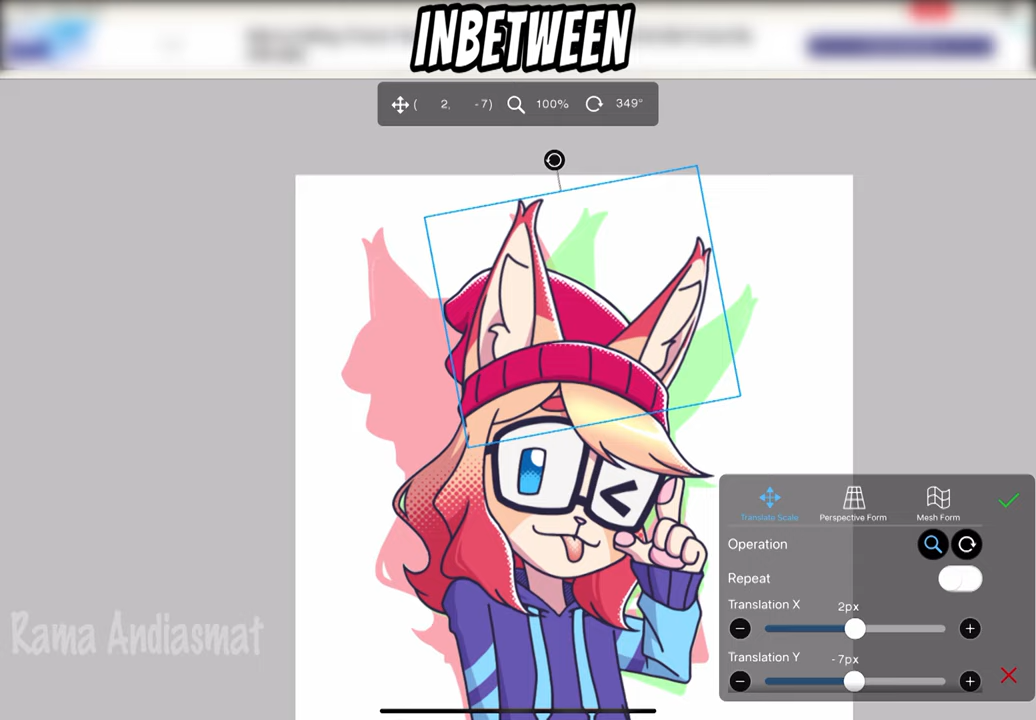 INBETWEEN
( 2, -7) 100% 349°
Translate Scale Perspective Form Mesh Form
Operation
Repeat
Translation X 2px
Translation Y -7px
Rama Andiasmat